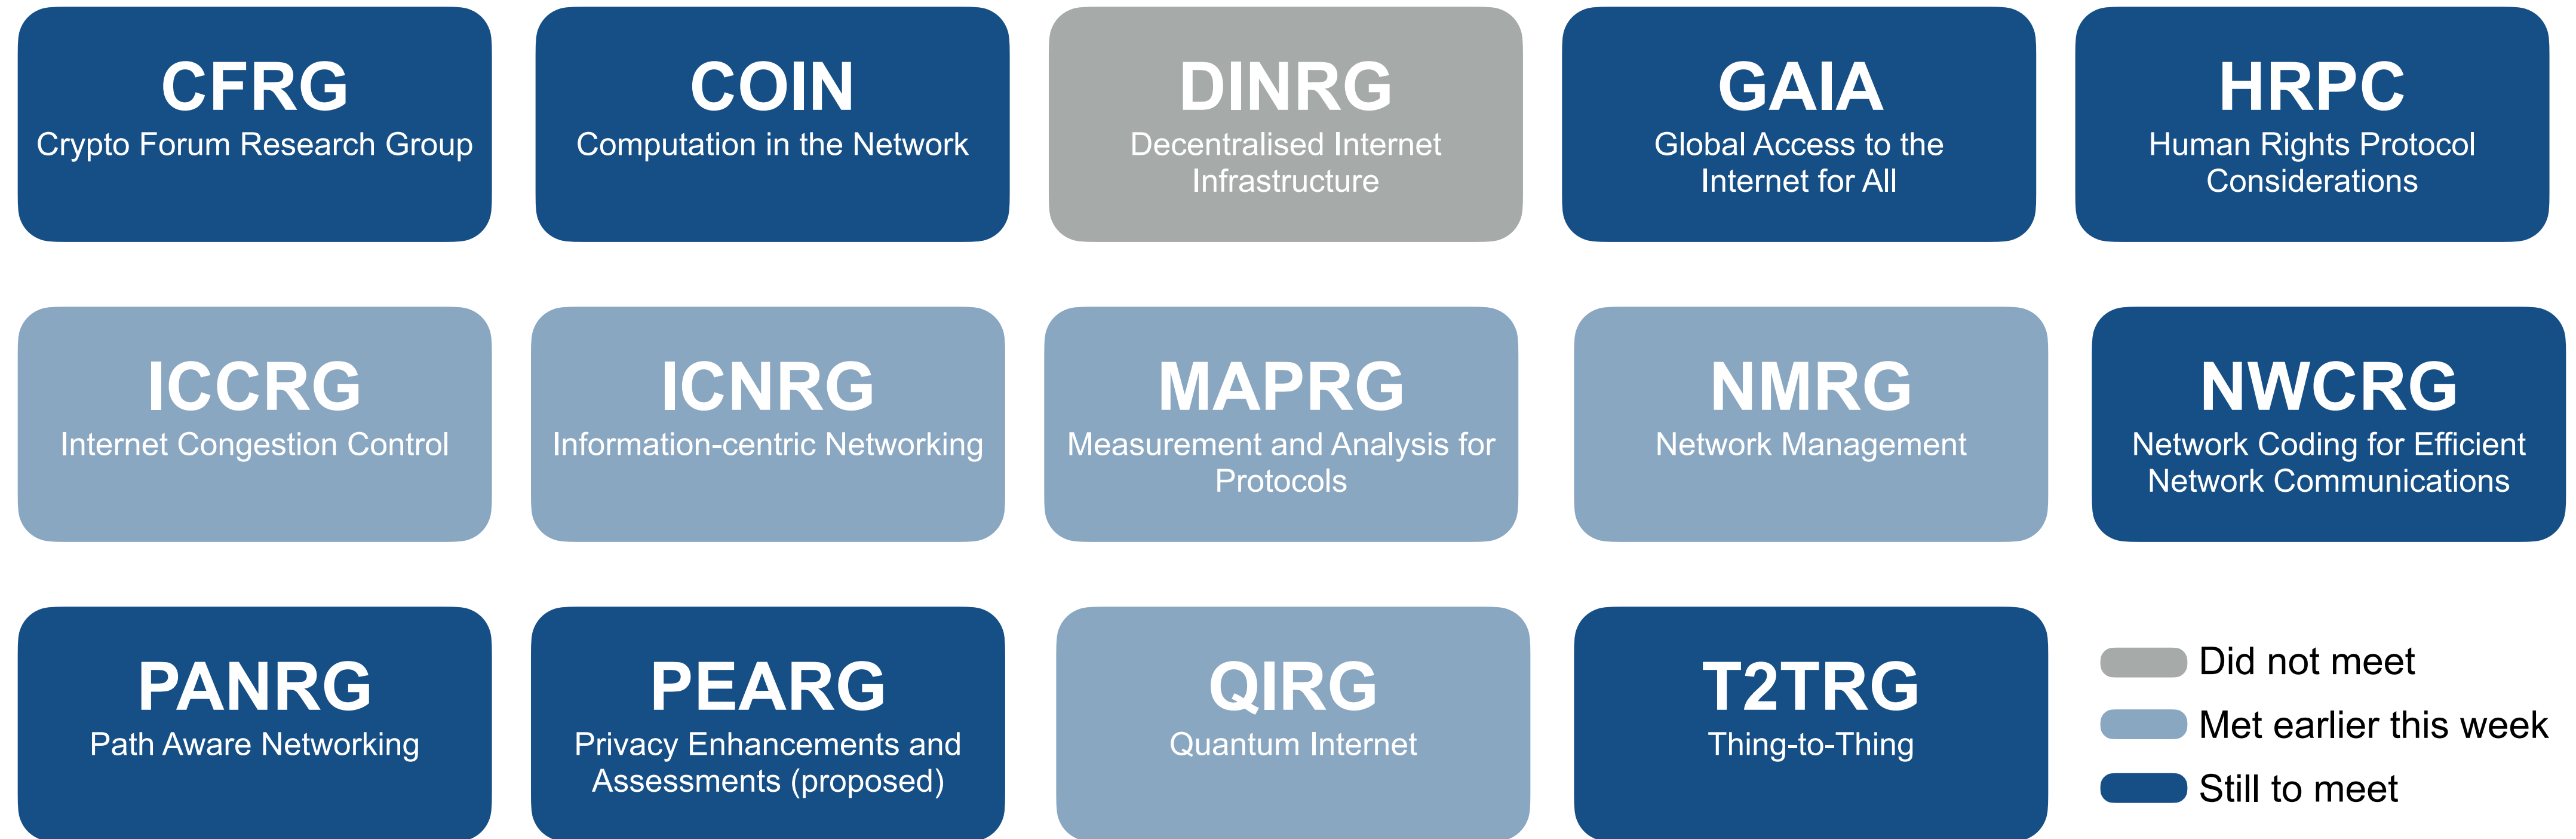 CFRG
Crypto Forum Research Group
COIN
Computation in the Network
DINRG
Decentralised Internet
Infrastructure
GAIA
Global Access to the
Internet for All
HRPC
Human Rights Protocol
Considerations
ICCRG
Internet Congestion Control
ICNRG
Information-centric Networking
MAPRG
Measurement and Analysis for
Protocols
NMRG
Network Management
NWCRG
Network Coding for Efficient
Network Communications
PANRG
Path Aware Networking
PEARG
Privacy Enhancements and
Assessments (proposed)
QIRG
Quantum Internet
T2TRG
Thing-to-Thing
Did not meet
Met earlier this week
Still to meet